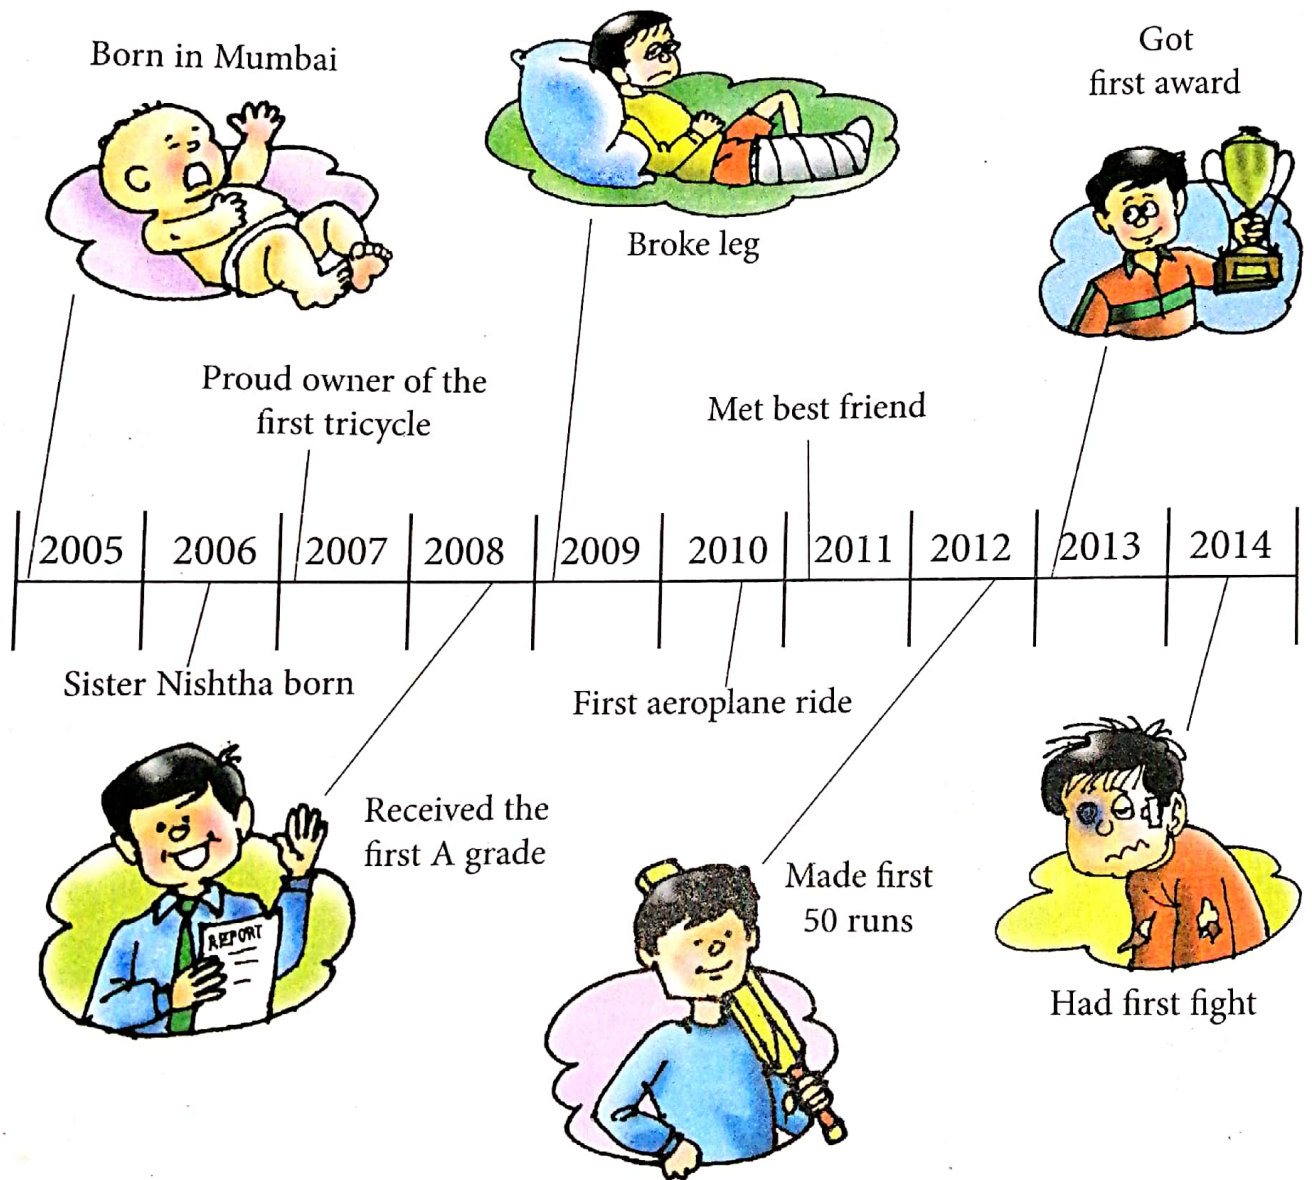 Born in Mumbai
Got
first award
Broke leg
Proud owner of the
first tricycle
Met best friend
2005 2006 2007 2008 2009 2010 2011 2012 2013 2014
Sister Nishtha born
First aeroplane ride
Received the
first A grade
REPORT
Made first
50 runs
Had first fight